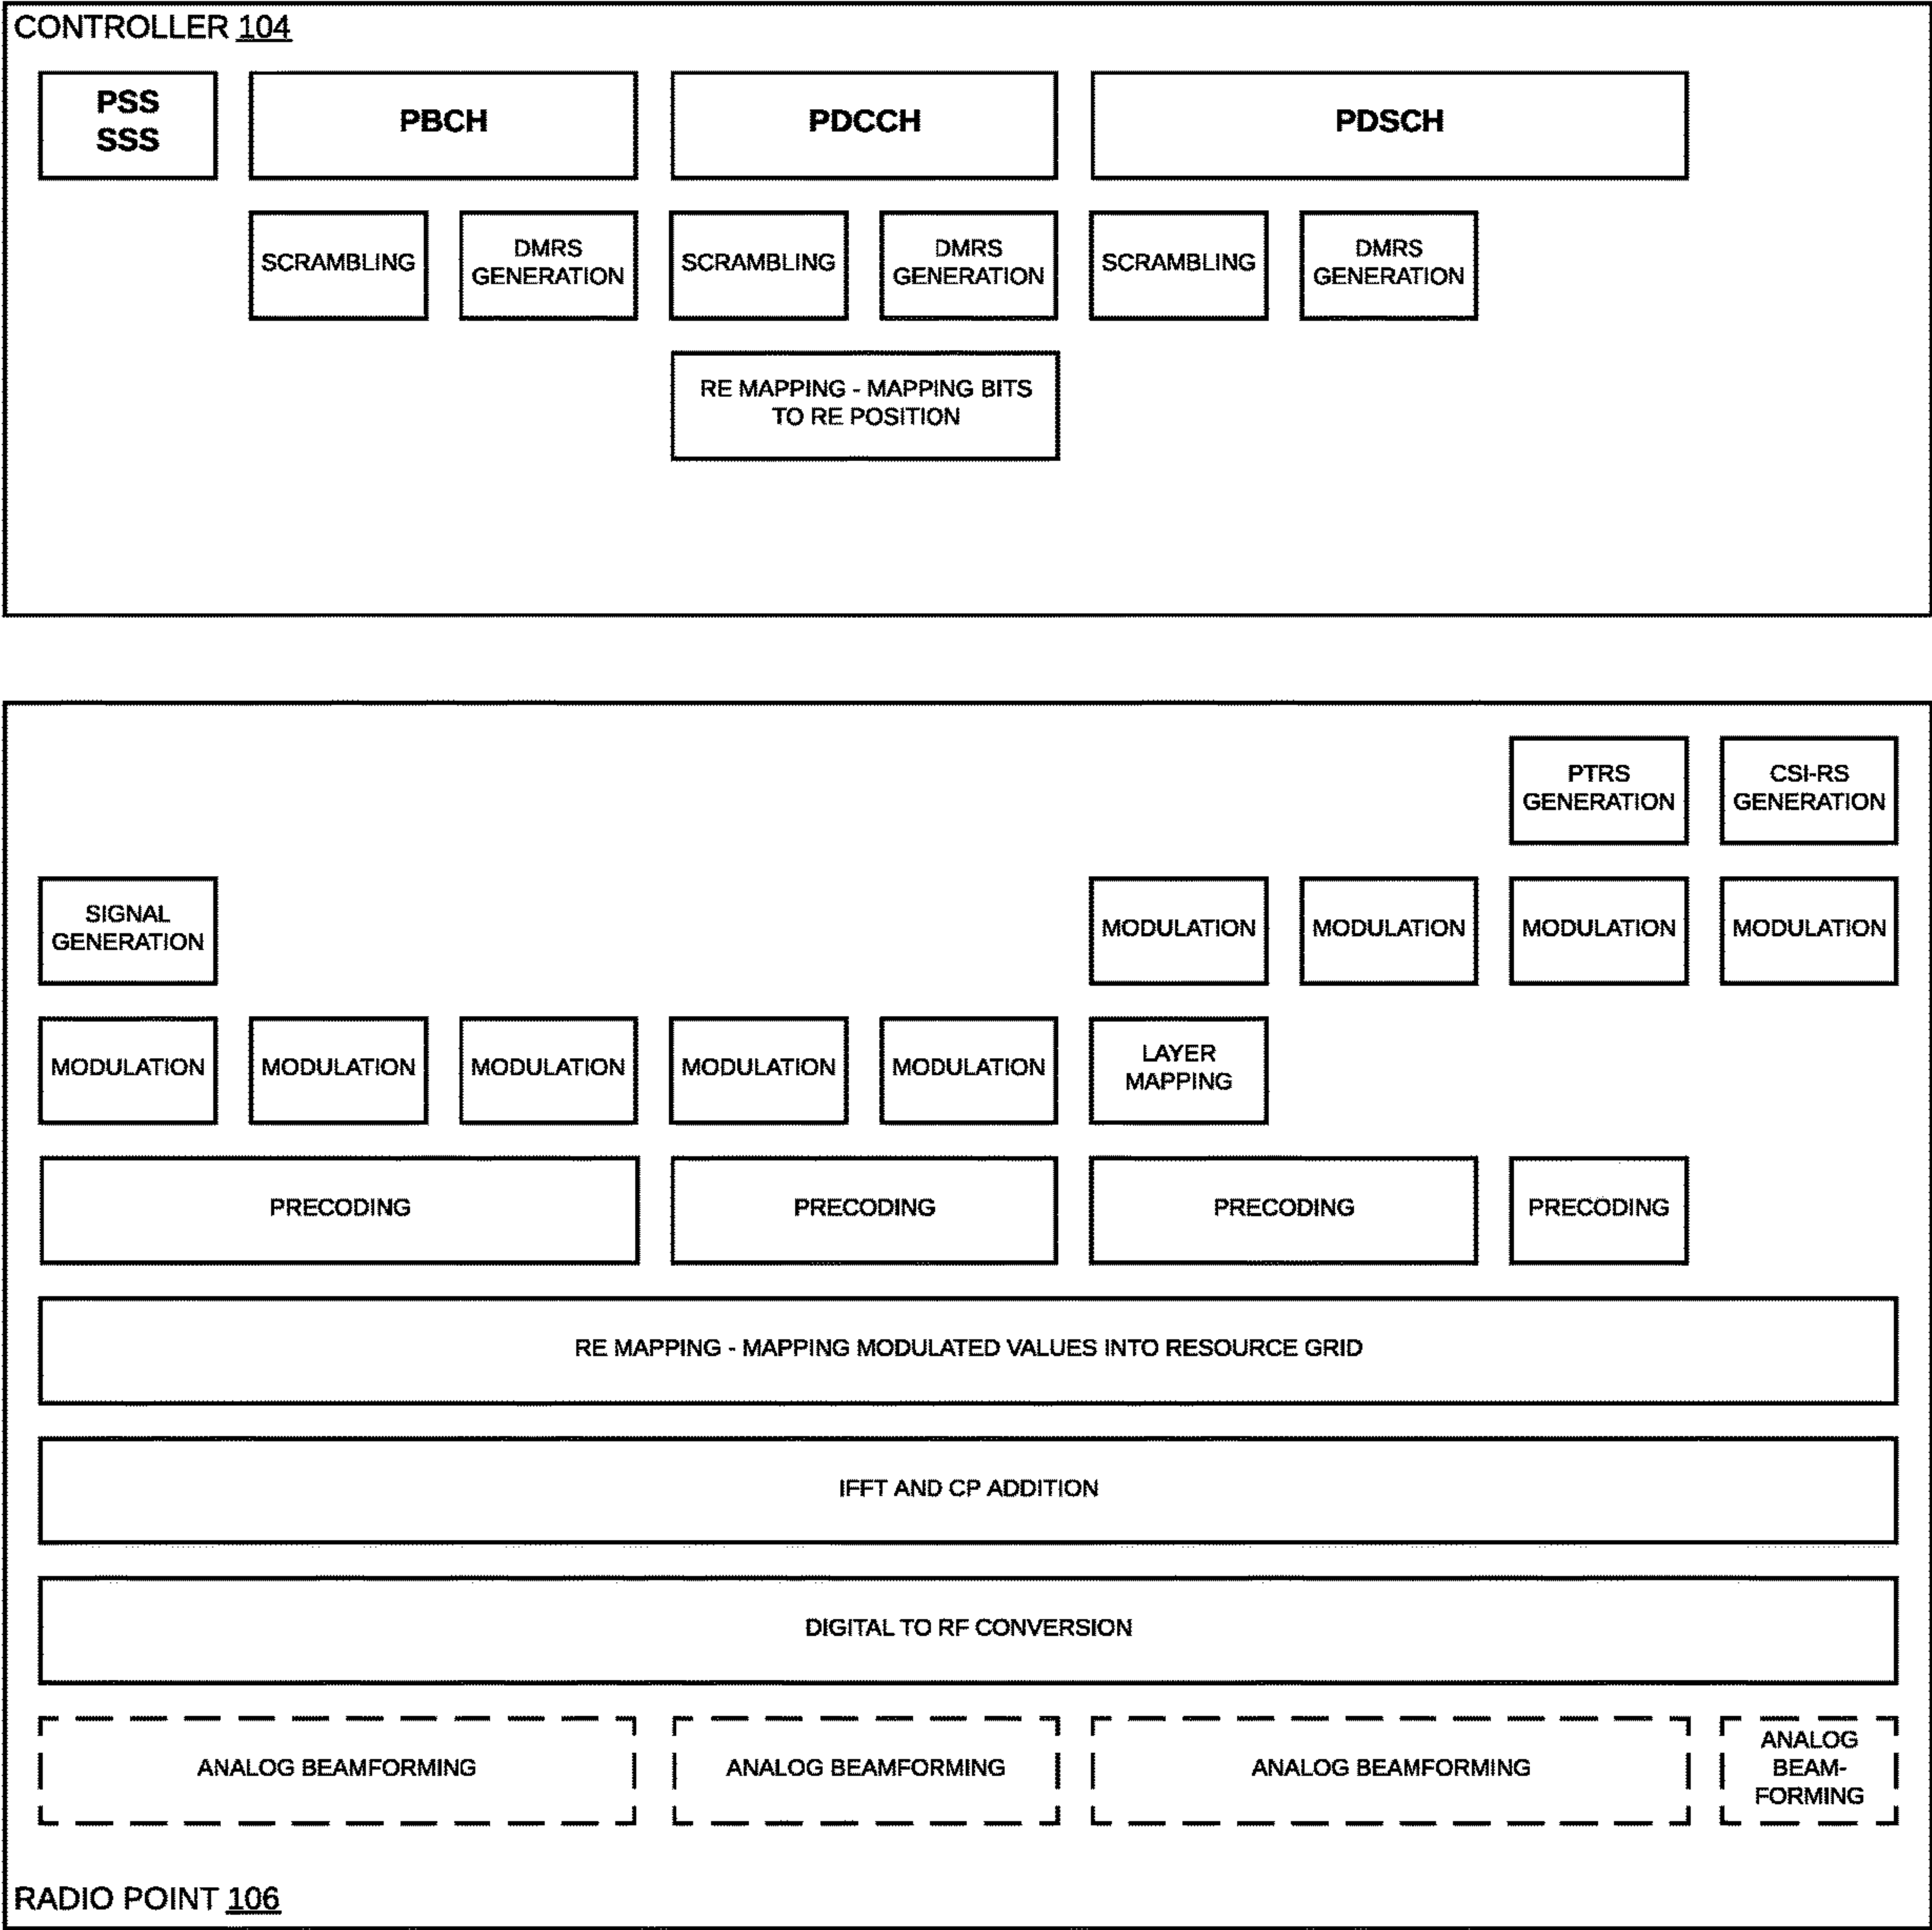 CONTROLLER 104
PSS
SSS
PBCH
PDCCH
PDSCH
SCRAMBLING
DMRS
GENERATION
SCRAMBLING
DMRS
GENERATION
SCRAMBLING
DMRS
GENERATION
RE MAPPING - MAPPING BITS
TO RE POSITION
PTRS
GENERATION
CSI-RS
GENERATION
SIGNAL
GENERATION
MODULATION
MODULATION
MODULATION
MODULATION
MODULATION
MODULATION
MODULATION
MODULATION
MODULATION
LAYER
MAPPING
PRECODING
PRECODING
PRECODING
PRECODING
RE MAPPING - MAPPING MODULATED VALUES INTO RESOURCE GRID
IFFT AND CP ADDITION
DIGITAL TO RF CONVERSION
ANALOG BEAMFORMING
ANALOG BEAMFORMING
ANALOG BEAMFORMING
ANALOG
BEAM-
FORMING
RADIO POINT 106